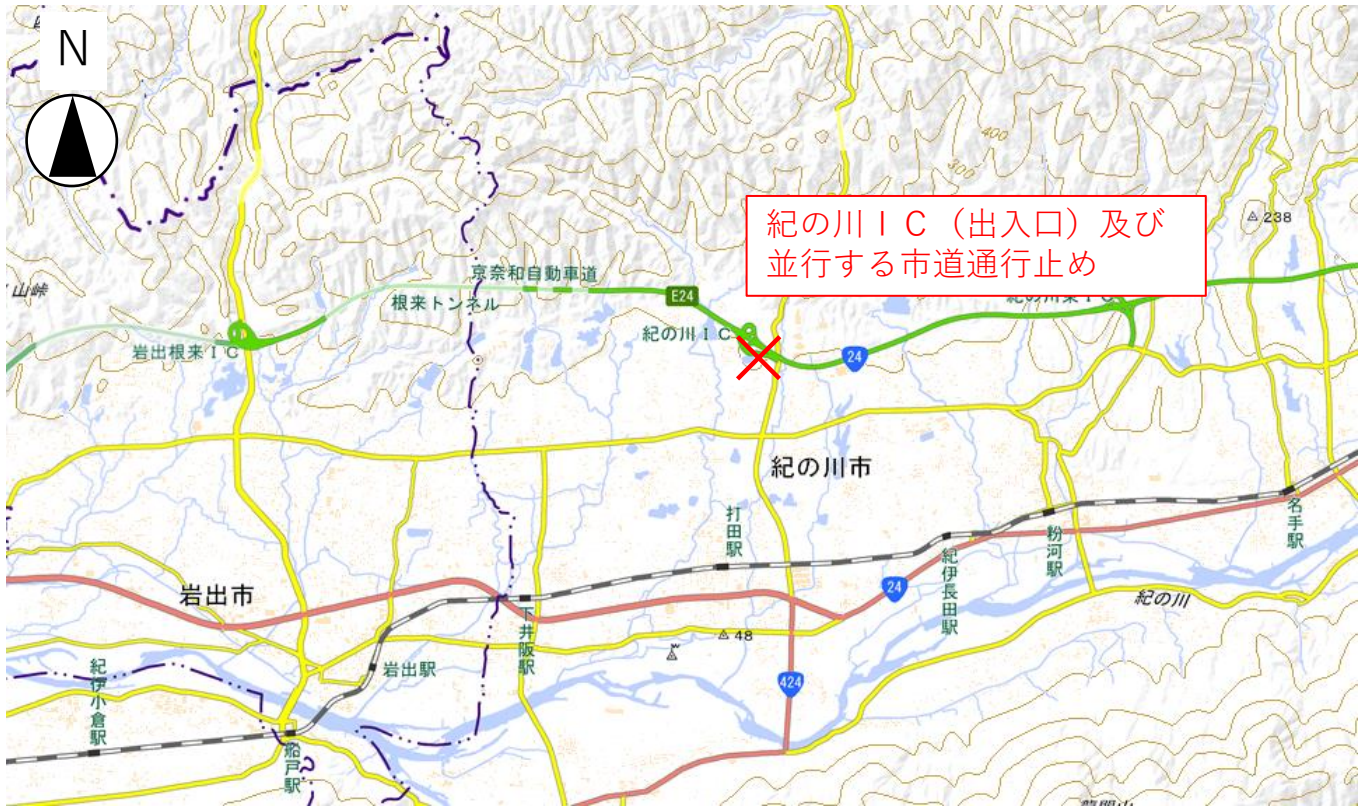 N
400
300
紀の川ＩＣ（出入口）及び
並行する市道通行止め
238
山峠
京奈和自動車道
E24
根来トンネル
岩出根来ＩＣ
紀の川ＩＣ
24
紀の川市
打田駅
名手駅
粉河駅
紀伊長田駅
24
岩出市
下井阪駅
紀の川
48
岩出駅
紀伊小倉駅
424
船戸駅